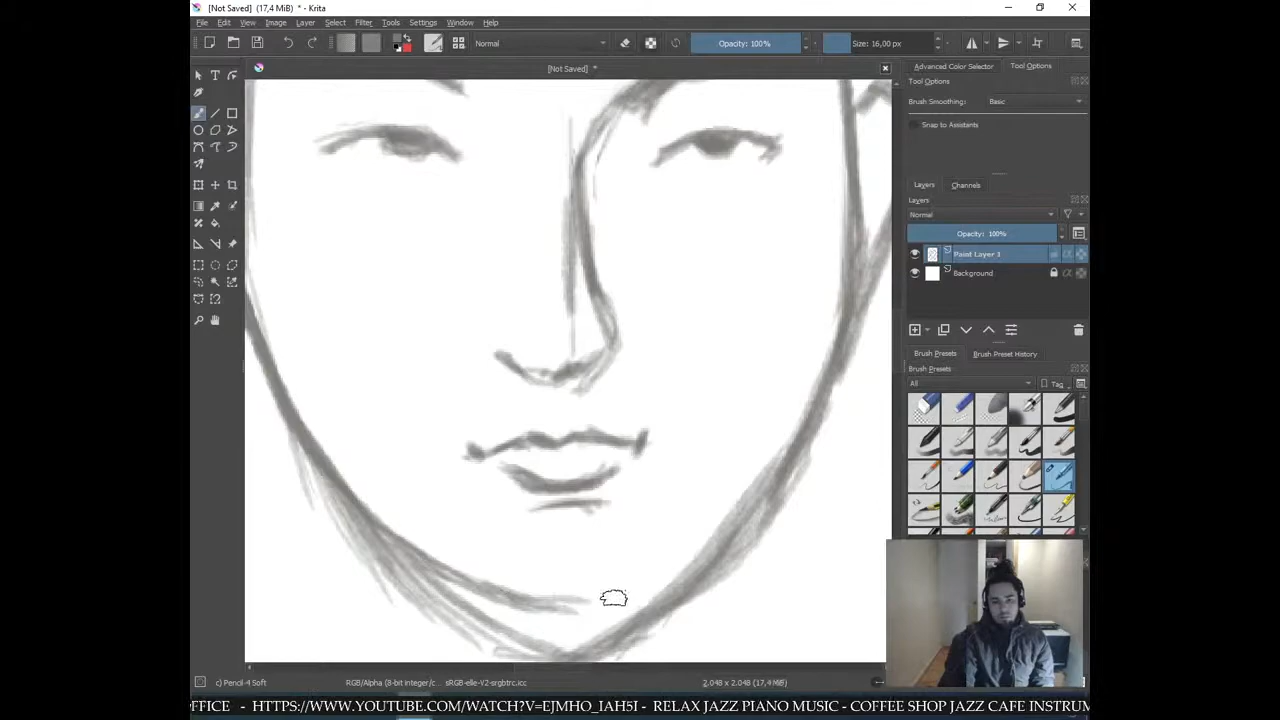 [Not Saved] (17,4 MiB) * - Krita
File Edit View Image Layer Select Filter Tools Settings Window Help
Normal
Opacity: 100%
Size: 16,00 px
[Not Saved] *
Advanced Color Selector
Tool Options
Tool Options
Brush Smoothing:
Basic
Snap to Assistants
Layers
Channels
Layers
Normal
Opacity: 100%
Paint Layer 1
Background
Brush Presets
Brush Preset History
Brush Presets
All
Tag
c) Pencil-4 Soft
RGB/Alpha (8-bit integer/c
sRGB-elle-V2-srgbtrc.icc
2.048 x 2.048 (17,4 MiB)
OFFICE - HTTPS://WWW.YOUTUBE.COM/WATCH?V=EJMHO_IAH5I - RELAX JAZZ PIANO MUSIC - COFFEE SHOP JAZZ CAFE INSTRUM